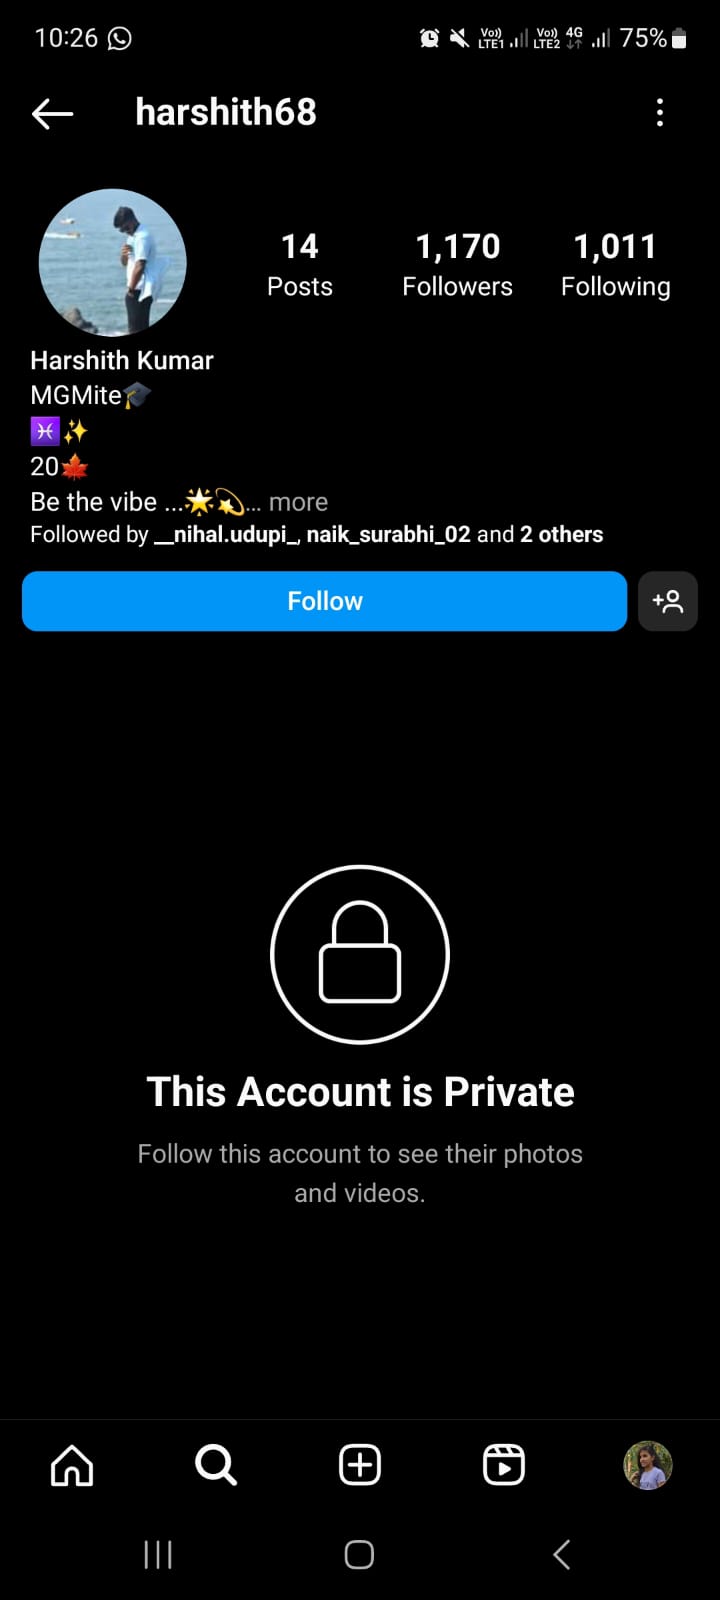 10:26 Vo) LTE1 Vo) LTE2 4G 75%
harshith68
14 1,170 1,011
Posts Followers Following
Harshith Kumar
MGMite🎓
♓✨
20🍁
Be the vibe ...🌟💫... more
Followed by __nihal.udupi_, naik_surabhi_02 and 2 others
Follow
This Account is Private
Follow this account to see their photos
and videos.